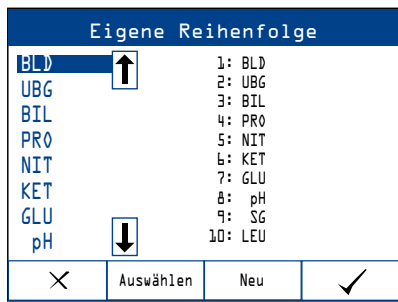 Eigene Reihenfolge
BLD
UBG
BIL
PRO
NIT
KET
GLU
pH
1: BLD
2: UBG
3: BIL
4: PRO
5: NIT
6: KET
7: GLU
8: pH
9: SG
10: LEU
Auswählen
Neu